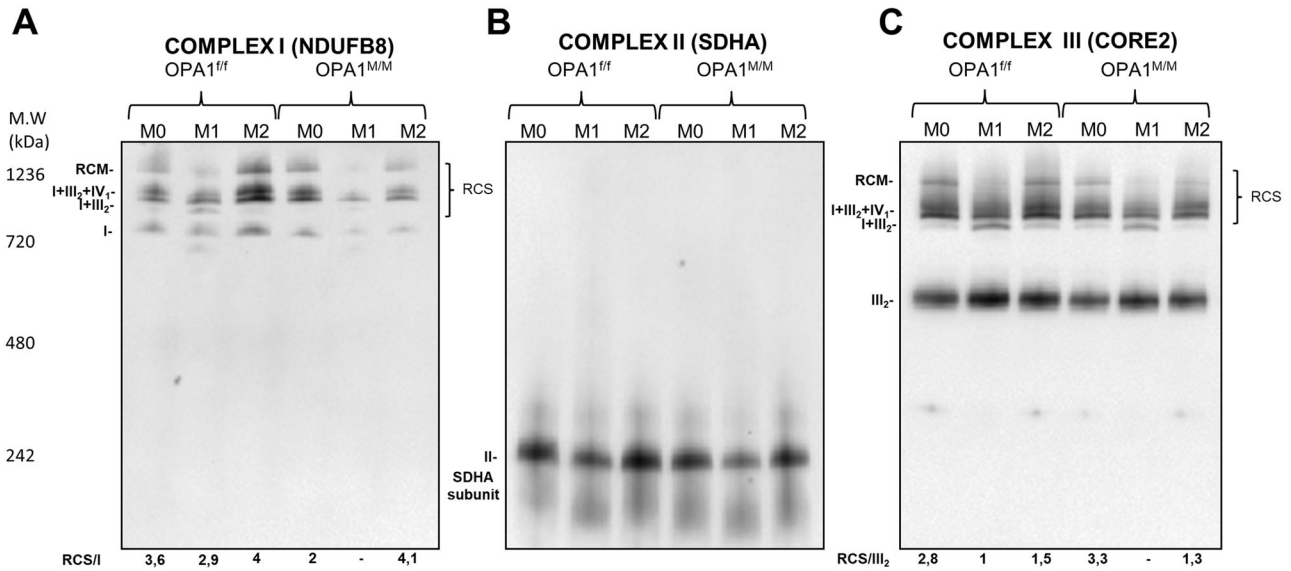 A
COMPLEX I (NDUFB8)
OPA1f/f OPA1M/M
M.W
(kDa)
M0 M1 M2 M0 M1 M2
1236
720
480
242
RCM-
I+III2+IV1-
I+III2-
I-
RCS
RCS/I 3,6 2,9 4 2 - 4,1
B
COMPLEX II (SDHA)
OPA1f/f OPA1M/M
M0 M1 M2 M0 M1 M2
II-
SDHA
subunit
C
COMPLEX III (CORE2)
OPA1f/f OPA1M/M
M0 M1 M2 M0 M1 M2
RCM-
I+III2+IV1-
I+III2-
III2-
RCS
RCS/III2 2,8 1 1,5 3,3 - 1,3